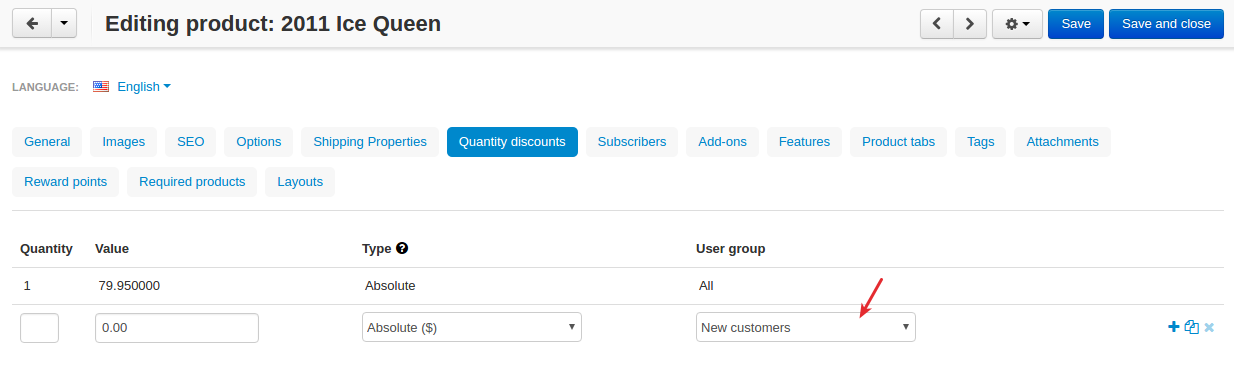 Editing product: 2011 Ice Queen
Save
Save and close
LANGUAGE: English
General Images SEO Options Shipping Properties Quantity discounts Subscribers Add-ons Features Product tabs Tags Attachments
Reward points Required products Layouts
Quantity Value Type User group
1 79.950000 Absolute All
0.00 Absolute ($) New customers